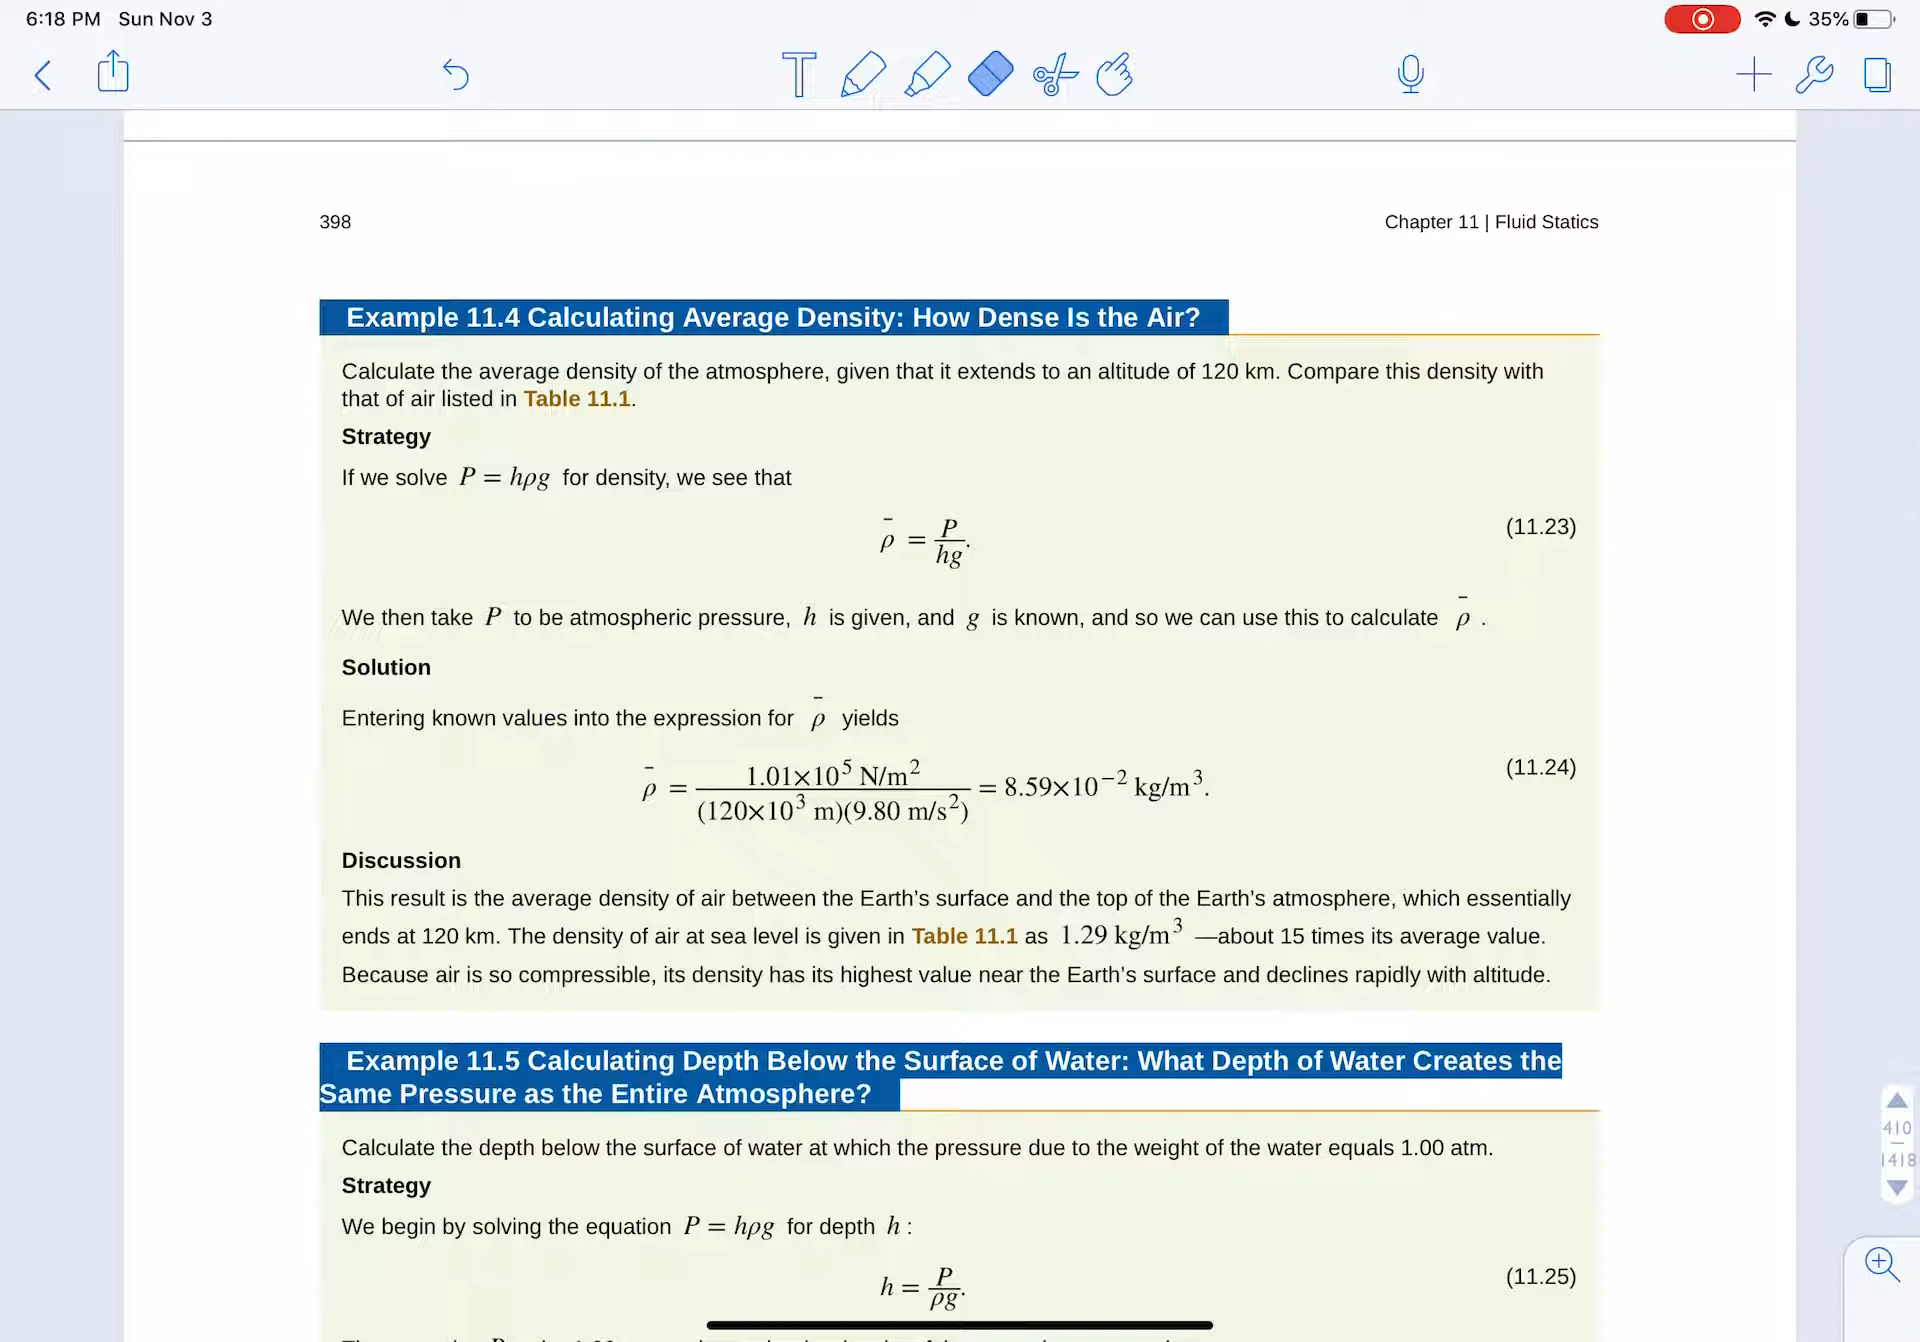 6:18 PM Sun Nov 3
35%
398
Chapter 11 | Fluid Statics
Example 11.4 Calculating Average Density: How Dense Is the Air?
Calculate the average density of the atmosphere, given that it extends to an altitude of 120 km. Compare this density with
that of air listed in Table 11.1.
Strategy
If we solve P = hρg for density, we see that
ρ̄ = P/hg.
(11.23)
We then take P to be atmospheric pressure, h is given, and g is known, and so we can use this to calculate ρ̄ .
Solution
Entering known values into the expression for ρ̄ yields
ρ̄ = 1.01×10⁵ N/m² / (120×10³ m)(9.80 m/s²) = 8.59×10⁻² kg/m³.
(11.24)
Discussion
This result is the average density of air between the Earth’s surface and the top of the Earth’s atmosphere, which essentially
ends at 120 km. The density of air at sea level is given in Table 11.1 as 1.29 kg/m³ —about 15 times its average value.
Because air is so compressible, its density has its highest value near the Earth’s surface and declines rapidly with altitude.
Example 11.5 Calculating Depth Below the Surface of Water: What Depth of Water Creates the
Same Pressure as the Entire Atmosphere?
Calculate the depth below the surface of water at which the pressure due to the weight of the water equals 1.00 atm.
Strategy
We begin by solving the equation P = hρg for depth h :
h = P/ρg.
(11.25)
410
1418